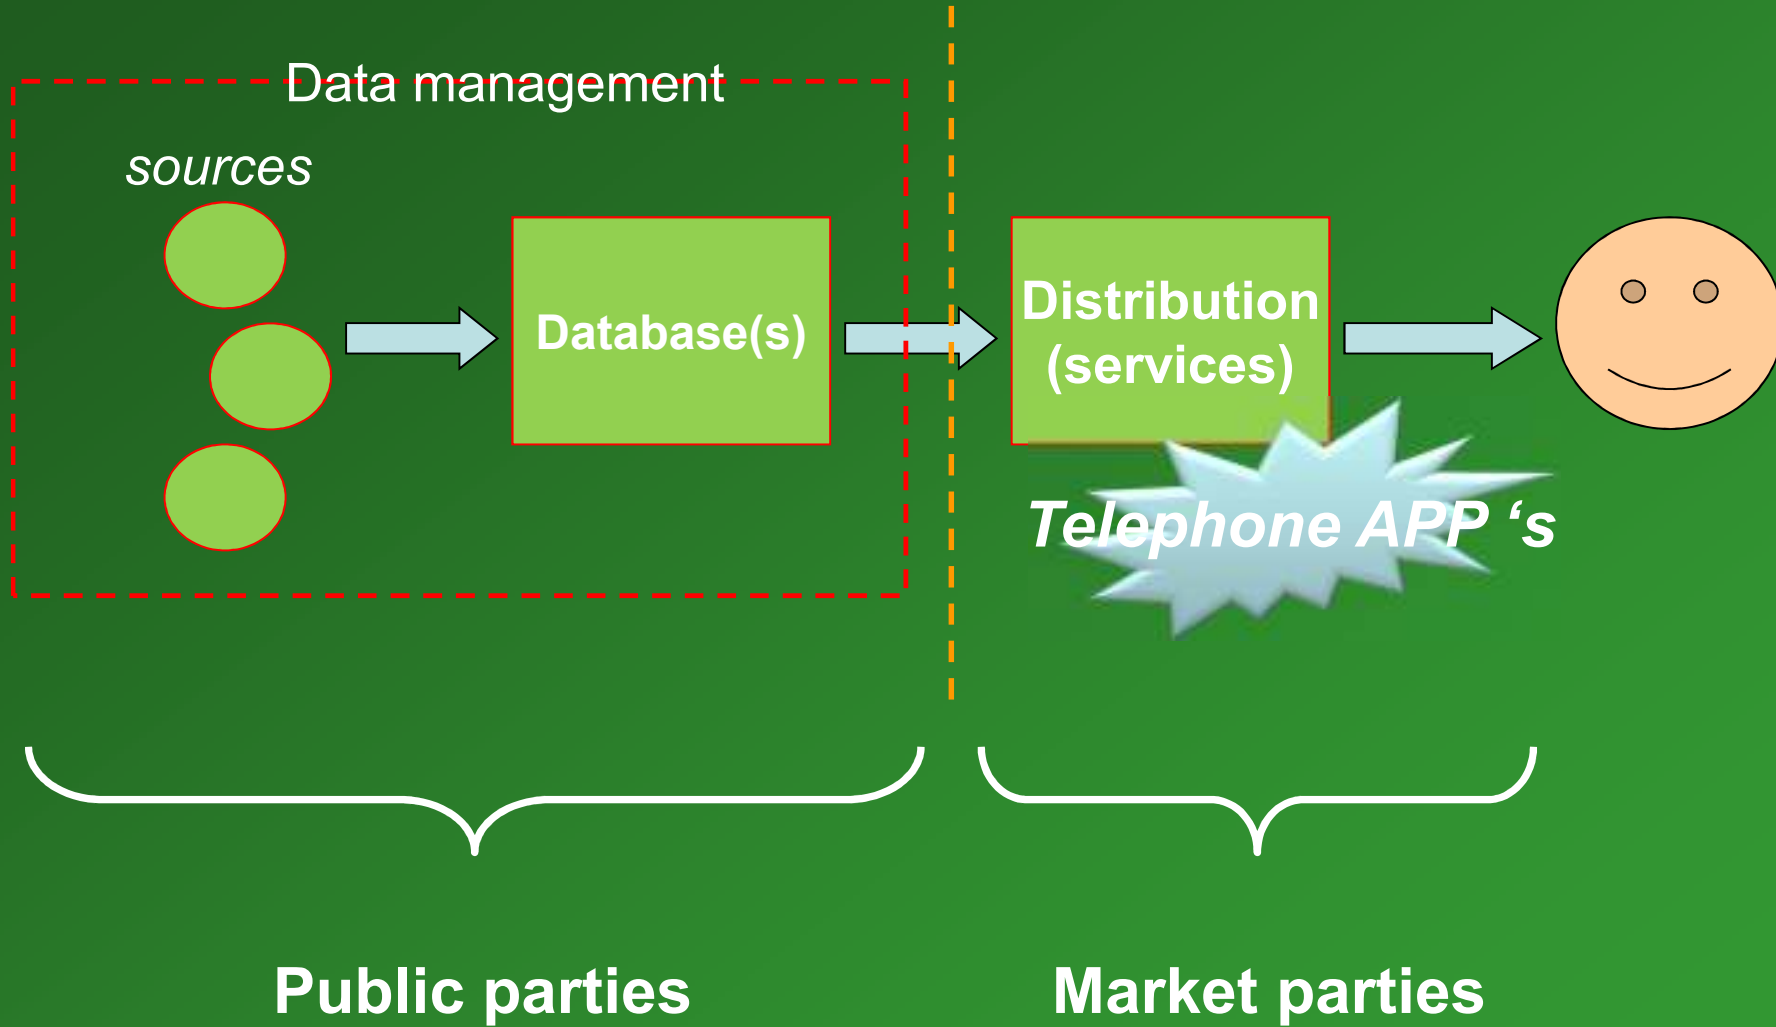 Data management
sources
Database(s)
Distribution
(services)
Telephone APP ‘s
Public parties
Market parties